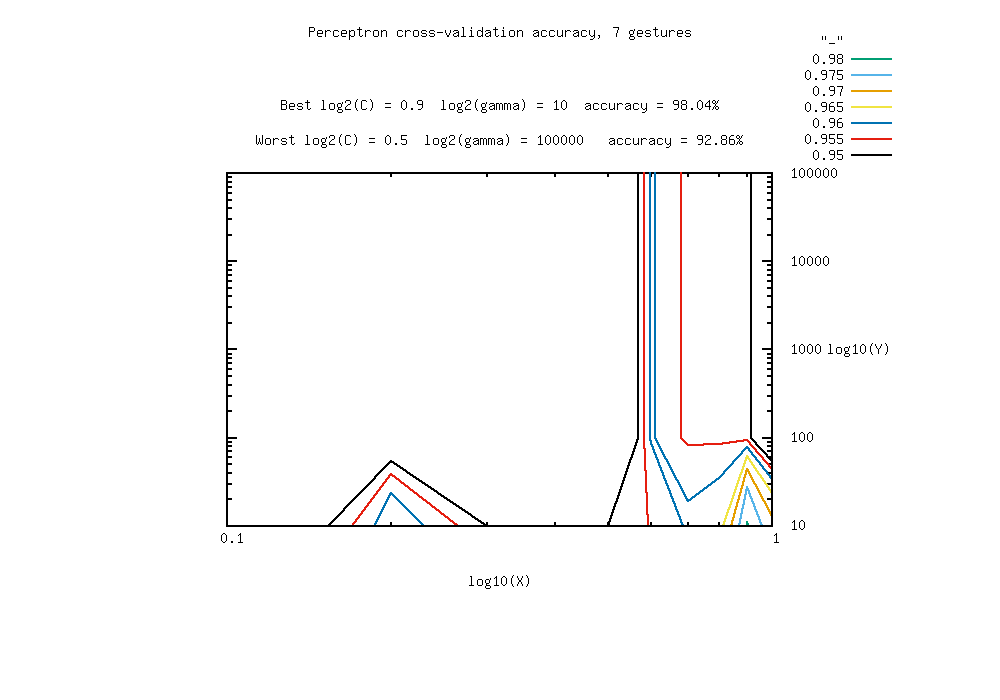 Perceptron cross-validation accuracy, 7 gestures
"_"
0.98
0.975
0.97
0.965
0.96
0.955
0.95
Best log2(C) = 0.9  log2(gamma) = 10  accuracy = 98.04%
Worst log2(C) = 0.5  log2(gamma) = 100000   accuracy = 92.86%
100000
10000
1000 log10(Y)
100
10
0.1 1
log10(X)